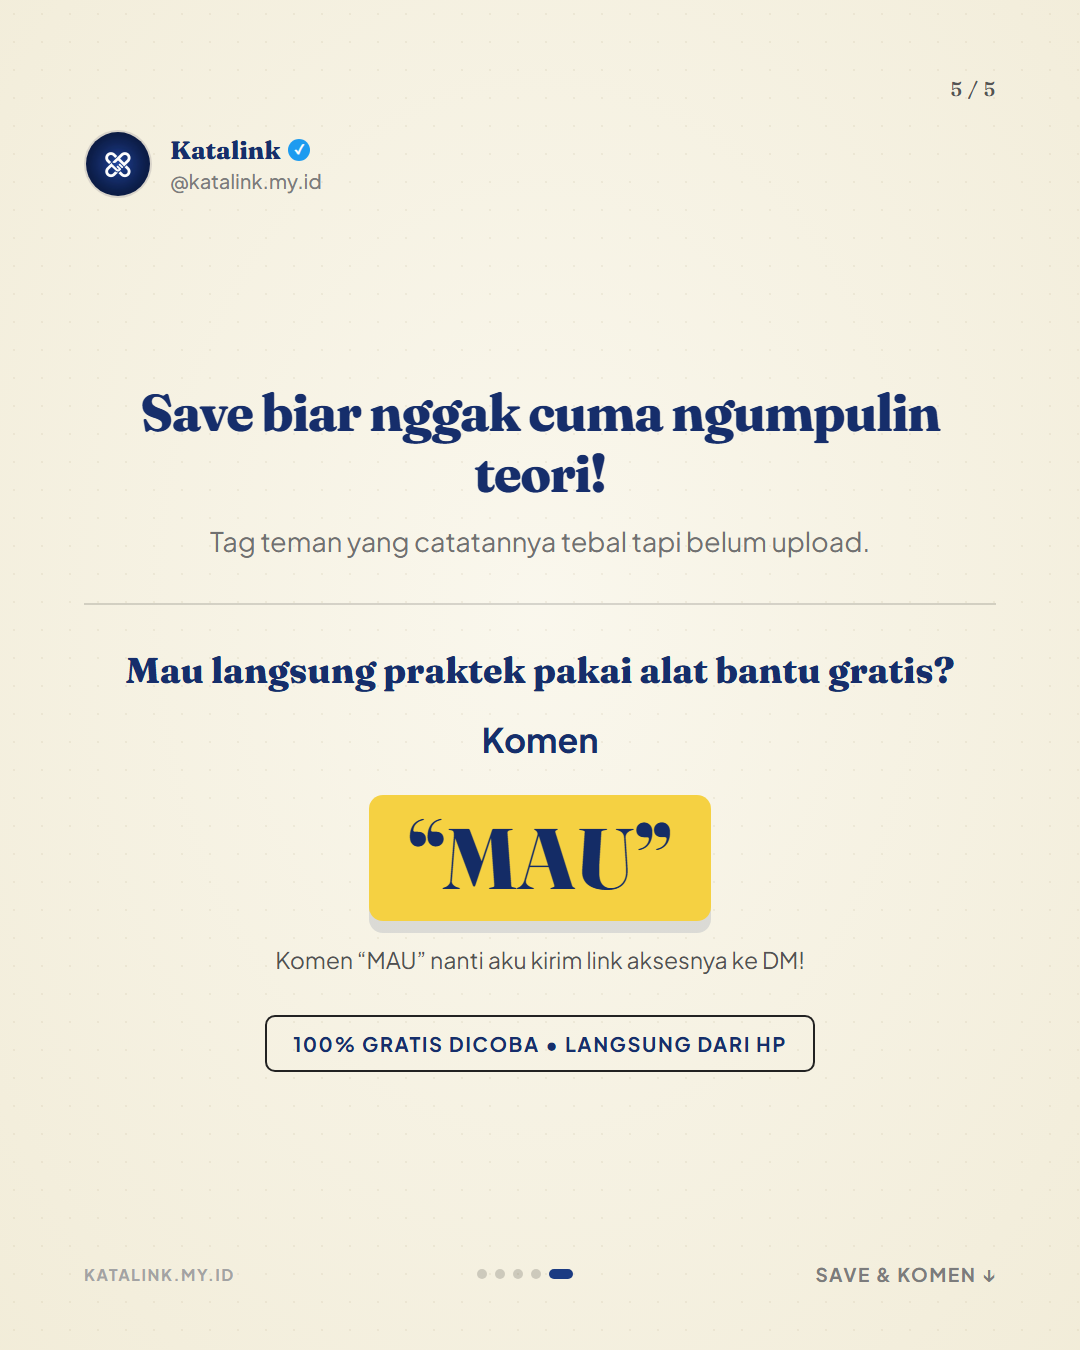 5 / 5
Katalink
@katalink.my.id
Save biar nggak cuma ngumpulin
teori!
Tag teman yang catatannya tebal tapi belum upload.
Mau langsung praktek pakai alat bantu gratis?
Komen
“MAU”
Komen “MAU” nanti aku kirim link aksesnya ke DM!
100% GRATIS DICOBA ● LANGSUNG DARI HP
KATALINK.MY.ID
SAVE & KOMEN ↓